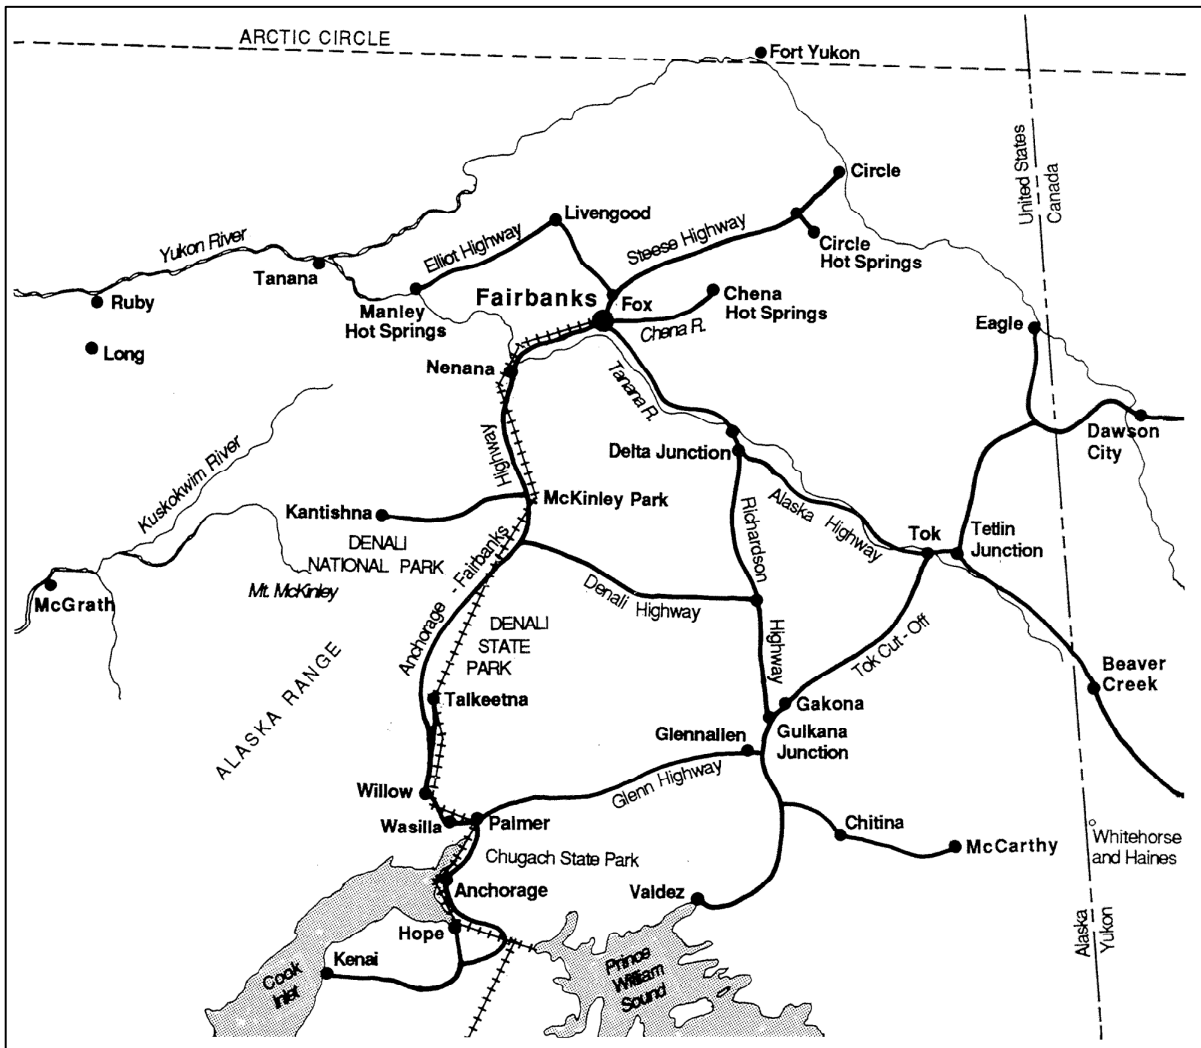 ARCTIC CIRCLE
Fort Yukon
United States
Canada
Circle
Livengood
Steese Highway
Elliot Highway
Yukon River
Circle
Hot Springs
Tanana
Ruby
Manley
Hot Springs
Fairbanks
Fox
Chena
Hot Springs
Chena R.
Eagle
Long
Nenana
Tanana R.
Dawson
City
Highway
Delta Junction
Kuskokwim River
McKinley Park
Kantishna
Richardson
Alaska Highway
Tok
Tetlin
Junction
DENALI
NATIONAL PARK
Anchorage - Fairbanks
Mt. McKinley
McGrath
Denali Highway
DENALI
STATE
PARK
Highway
Tok Cut-Off
Beaver
Creek
ALASKA RANGE
Talkeetna
Gakona
Gulkana
Junction
Glennallen
Glenn Highway
Willow
Wasilla
Palmer
Chitina
McCarthy
Whitehorse
and Haines
Chugach State Park
Anchorage
Valdez
Hope
Kenai
Cook
Inlet
Prince
William
Sound
Alaska
Yukon